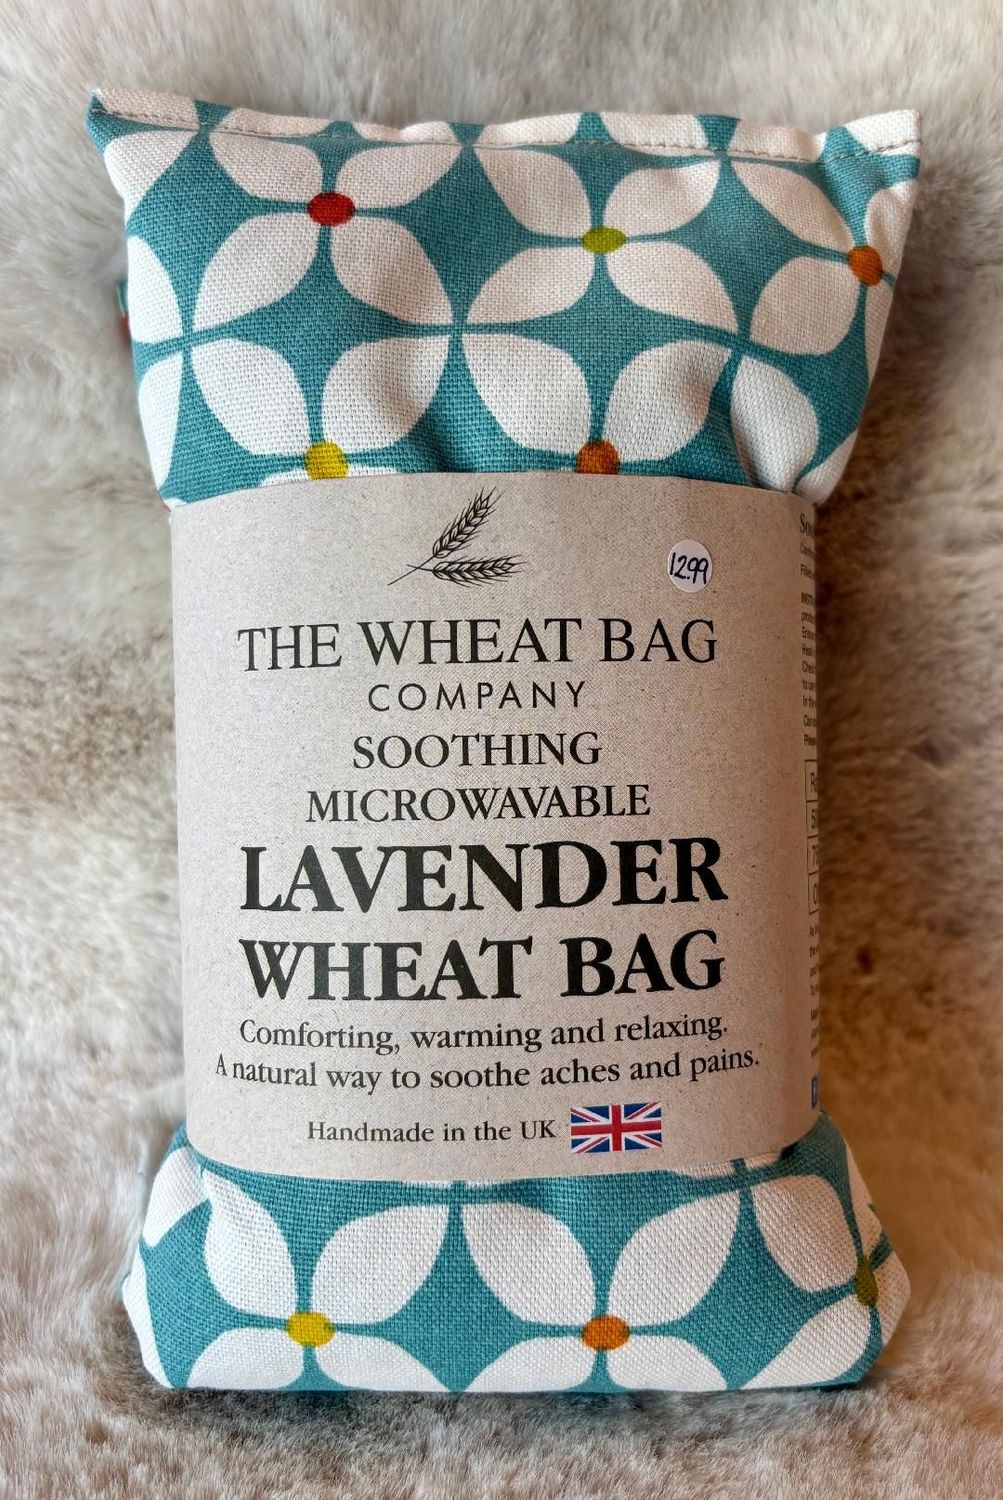 12.99
THE WHEAT BAG
COMPANY
SOOTHING
MICROWAVABLE
LAVENDER
WHEAT BAG
Comforting, warming and relaxing.
A natural way to soothe aches and pains.
Handmade in the UK